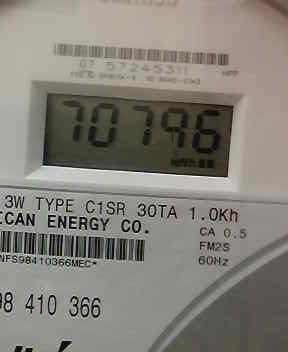 07 57245311
70796
3W TYPE C1SR 30TA 1.0Kh
ICAN ENERGY CO.
CA 0.5
FM2S
60Hz
NFS98410366MEC*
98 410 366